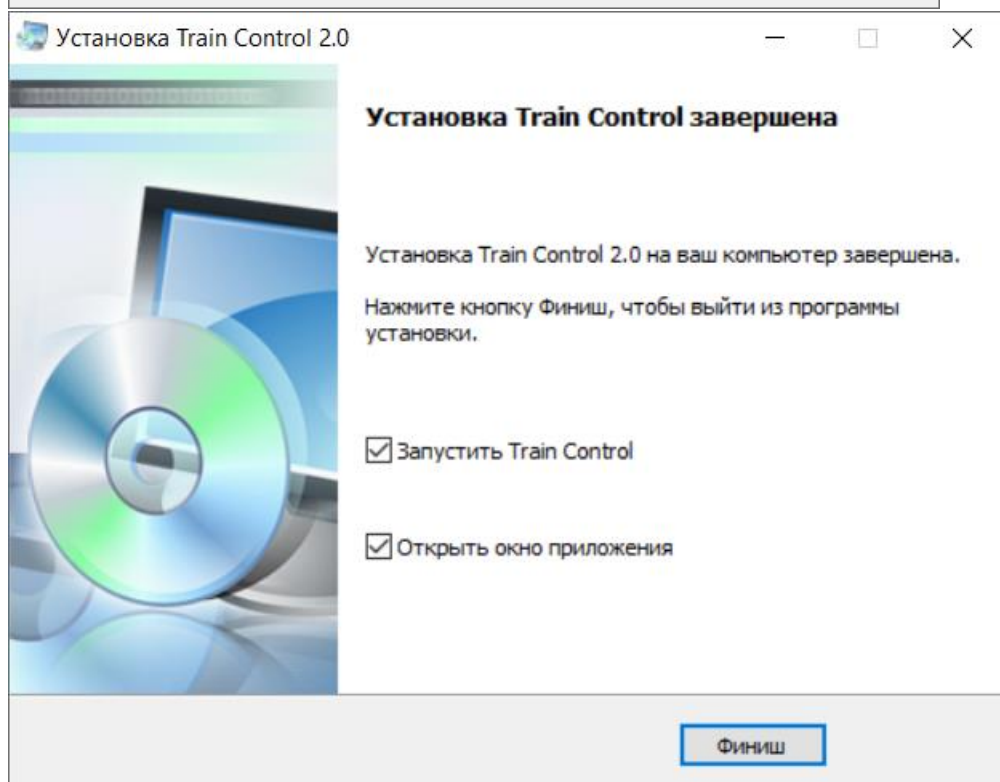 Установка Train Control 2.0
Установка Train Control завершена
Установка Train Control 2.0 на ваш компьютер завершена.
Нажмите кнопку Финиш, чтобы выйти из программы
установки.
Запустить Train Control
Открыть окно приложения
Финиш